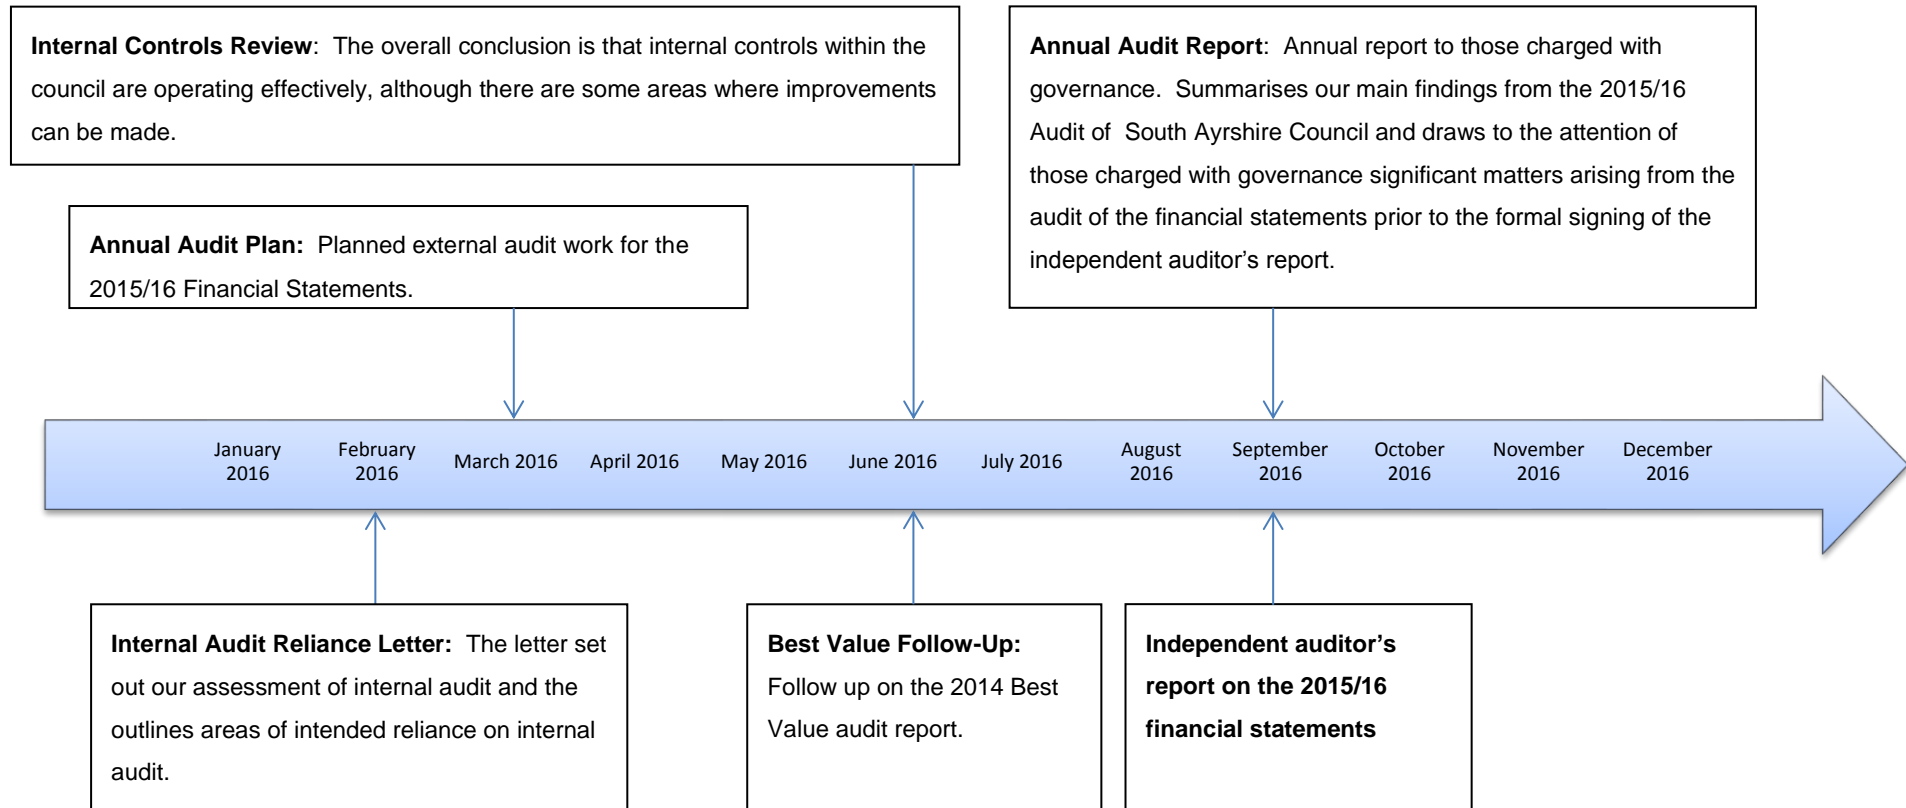 Internal Controls Review:  The overall conclusion is that internal controls within the
council are operating effectively, although there are some areas where improvements
can be made.
Annual Audit Report:  Annual report to those charged with
governance.  Summarises our main findings from the 2015/16
Audit of  South Ayrshire Council and draws to the attention of
those charged with governance significant matters arising from the
audit of the financial statements prior to the formal signing of the
independent auditor’s report.
Annual Audit Plan:  Planned external audit work for the
2015/16 Financial Statements.
January
2016
February
2016
March 2016
April 2016
May 2016
June 2016
July 2016
August
2016
September
2016
October
2016
November
2016
December
2016
Internal Audit Reliance Letter:  The letter set
out our assessment of internal audit and the
outlines areas of intended reliance on internal
audit.
Best Value Follow-Up:
Follow up on the 2014 Best
Value audit report.
Independent auditor’s
report on the 2015/16
financial statements